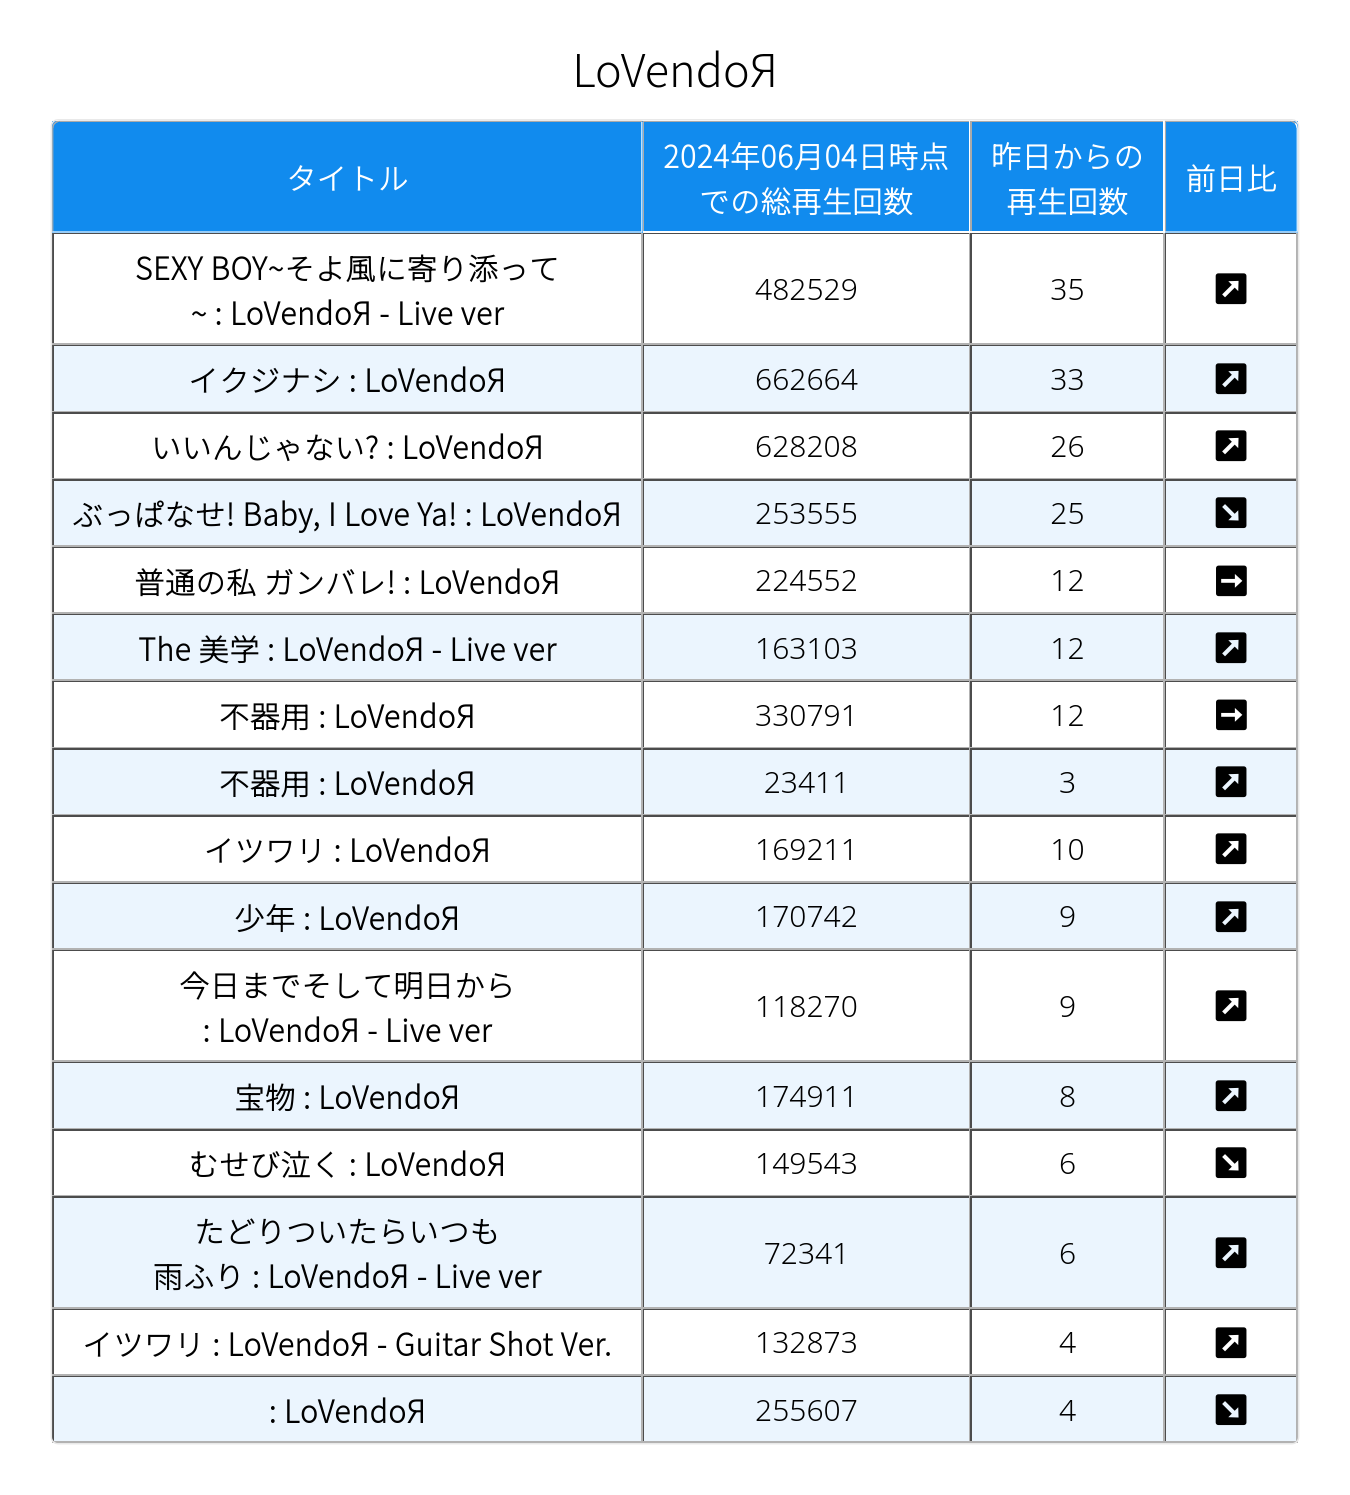 LoVendoЯ
タイトル
2024年06月04日時点
での総再生回数
昨日からの
再生回数
前日比
SEXY BOY~そよ風に寄り添って
~ : LoVendoЯ - Live ver
482529
35
イクジナシ : LoVendoЯ
662664
33
いいんじゃない? : LoVendoЯ
628208
26
ぶっぱなせ! Baby, I Love Ya! : LoVendoЯ
253555
25
普通の私 ガンバレ! : LoVendoЯ
224552
12
The 美学 : LoVendoЯ - Live ver
163103
12
不器用 : LoVendoЯ
330791
12
不器用 : LoVendoЯ
23411
3
イツワリ : LoVendoЯ
169211
10
少年 : LoVendoЯ
170742
9
今日までそして明日から
: LoVendoЯ - Live ver
118270
9
宝物 : LoVendoЯ
174911
8
むせび泣く : LoVendoЯ
149543
6
たどりついたらいつも
雨ふり : LoVendoЯ - Live ver
72341
6
イツワリ : LoVendoЯ - Guitar Shot Ver.
132873
4
: LoVendoЯ
255607
4